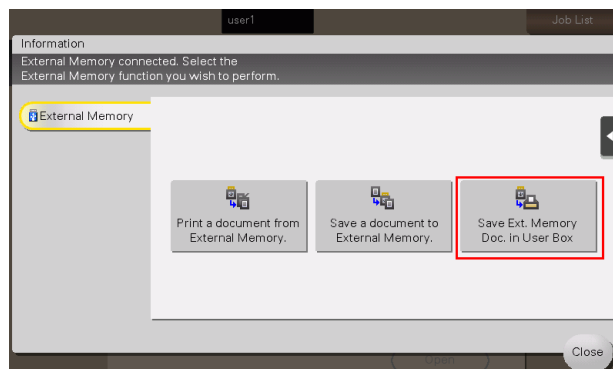 user1
Job List
Information
External Memory connected. Select the
External Memory function you wish to perform.
External Memory
Print a document from
External Memory.
Save a document to
External Memory.
Save Ext. Memory
Doc. in User Box
Close
Open